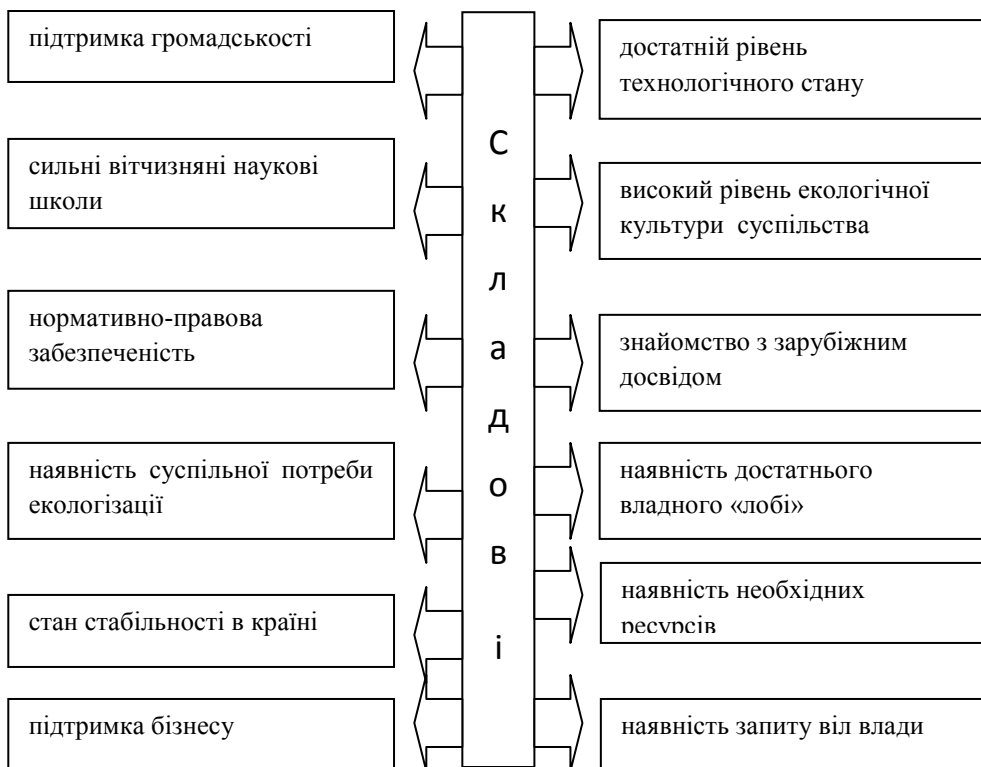 підтримка громадськості
сильні вітчизняні наукові
школи
нормативно-правова
забезпеченість
наявність суспільної потреби
екологізації
стан стабільності в країні
підтримка бізнесу
С
к
л
а
д
о
в
і
достатній рівень
технологічного стану
високий рівень екологічної
культури суспільства
знайомство з зарубіжним
досвідом
наявність достатнього
владного «лобі»
наявність необхідних
ресурсів
наявність запиту віл влади